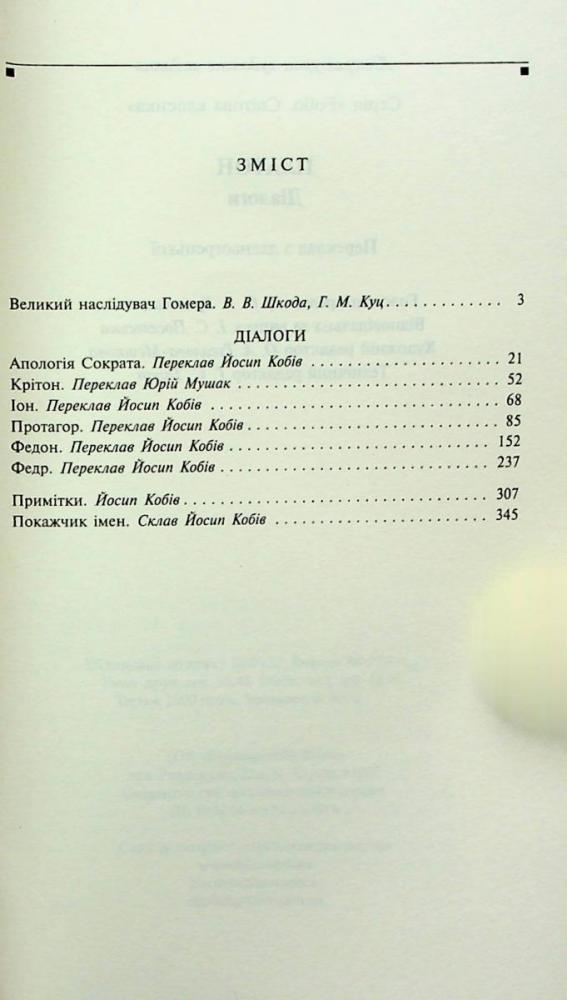 ЗМІСТ
Великий наслідувач Гомера. В. В. Шкода, Г. М. Куц. . . . . . . . . . . . . 3
ДІАЛОГИ
Апологія Сократа. Переклав Йосип Кобів . . . . . . . . . . . . . . . . . . . . 21
Крітон. Переклав Юрій Мушак . . . . . . . . . . . . . . . . . . . . . . . . . . . . 52
Іон. Переклав Йосип Кобів . . . . . . . . . . . . . . . . . . . . . . . . . . . . . . . 68
Протагор. Переклав Йосип Кобів. . . . . . . . . . . . . . . . . . . . . . . . . . . 85
Федон. Переклав Йосип Кобів . . . . . . . . . . . . . . . . . . . . . . . . . . . . 152
Федр. Переклав Йосип Кобів . . . . . . . . . . . . . . . . . . . . . . . . . . . . . 237
Примітки. Йосип Кобів . . . . . . . . . . . . . . . . . . . . . . . . . . . . . . . . . 307
Покажчик імен. Склав Йосип Кобів . . . . . . . . . . . . . . . . . . . . . . . 345